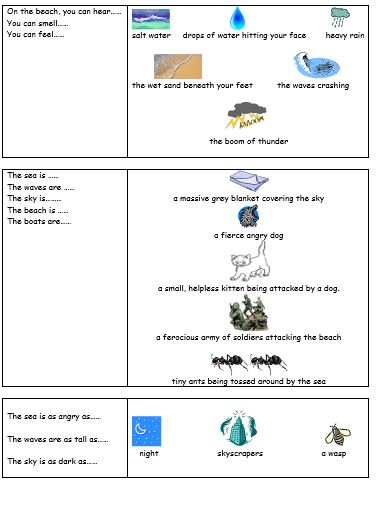 On the beach, you can hear.....
You can smell.....
You can feel.....
salt water drops of water hitting your face heavy rain
the wet sand beneath your feet the waves crashing
KABOOM
the boom of thunder
The sea is .....
The waves are .....
The sky is.......
The beach is .....
The boats are.....
a massive grey blanket covering the sky
a fierce angry dog
a small, helpless kitten being attacked by a dog.
a ferocious army of soldiers attacking the beach
tiny ants being tossed around by the sea
The sea is as angry as.....
The waves are as tall as.....
The sky is as dark as.....
night skyscrapers a wasp